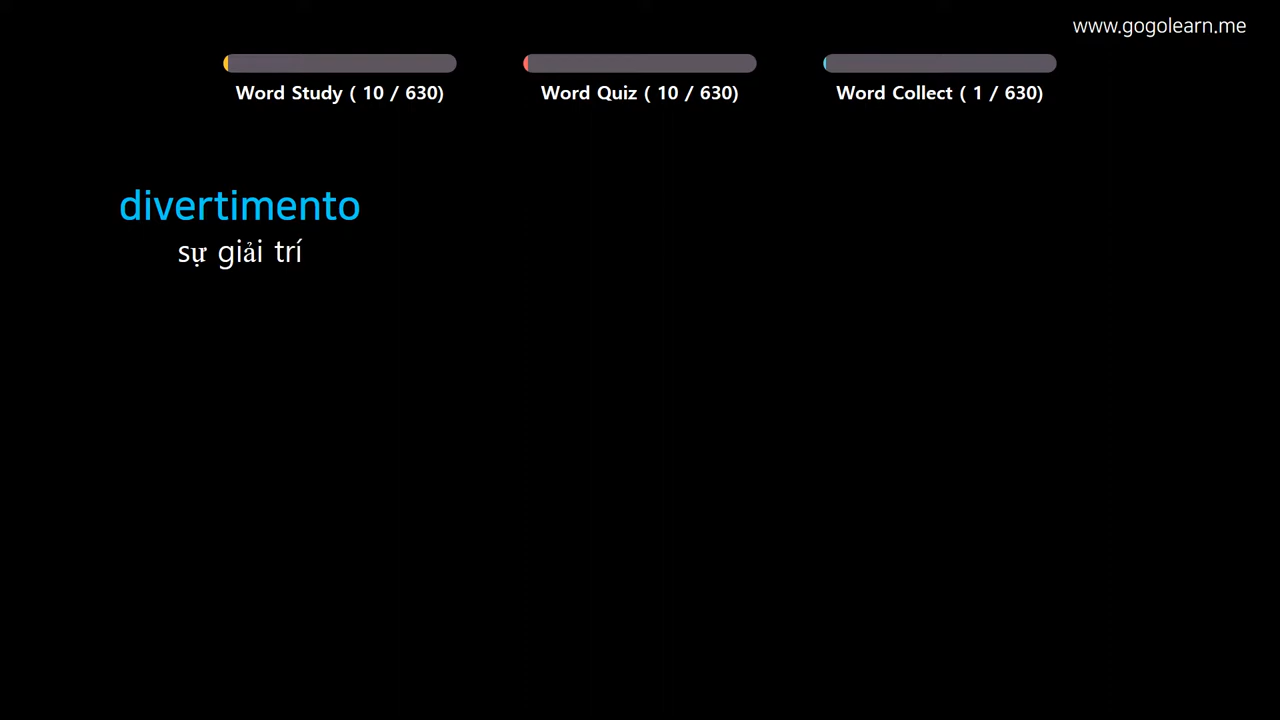 www.gogolearn.me
Word Study ( 10 / 630)
Word Quiz ( 10 / 630)
Word Collect ( 1 / 630)
divertimento
sự giải trí